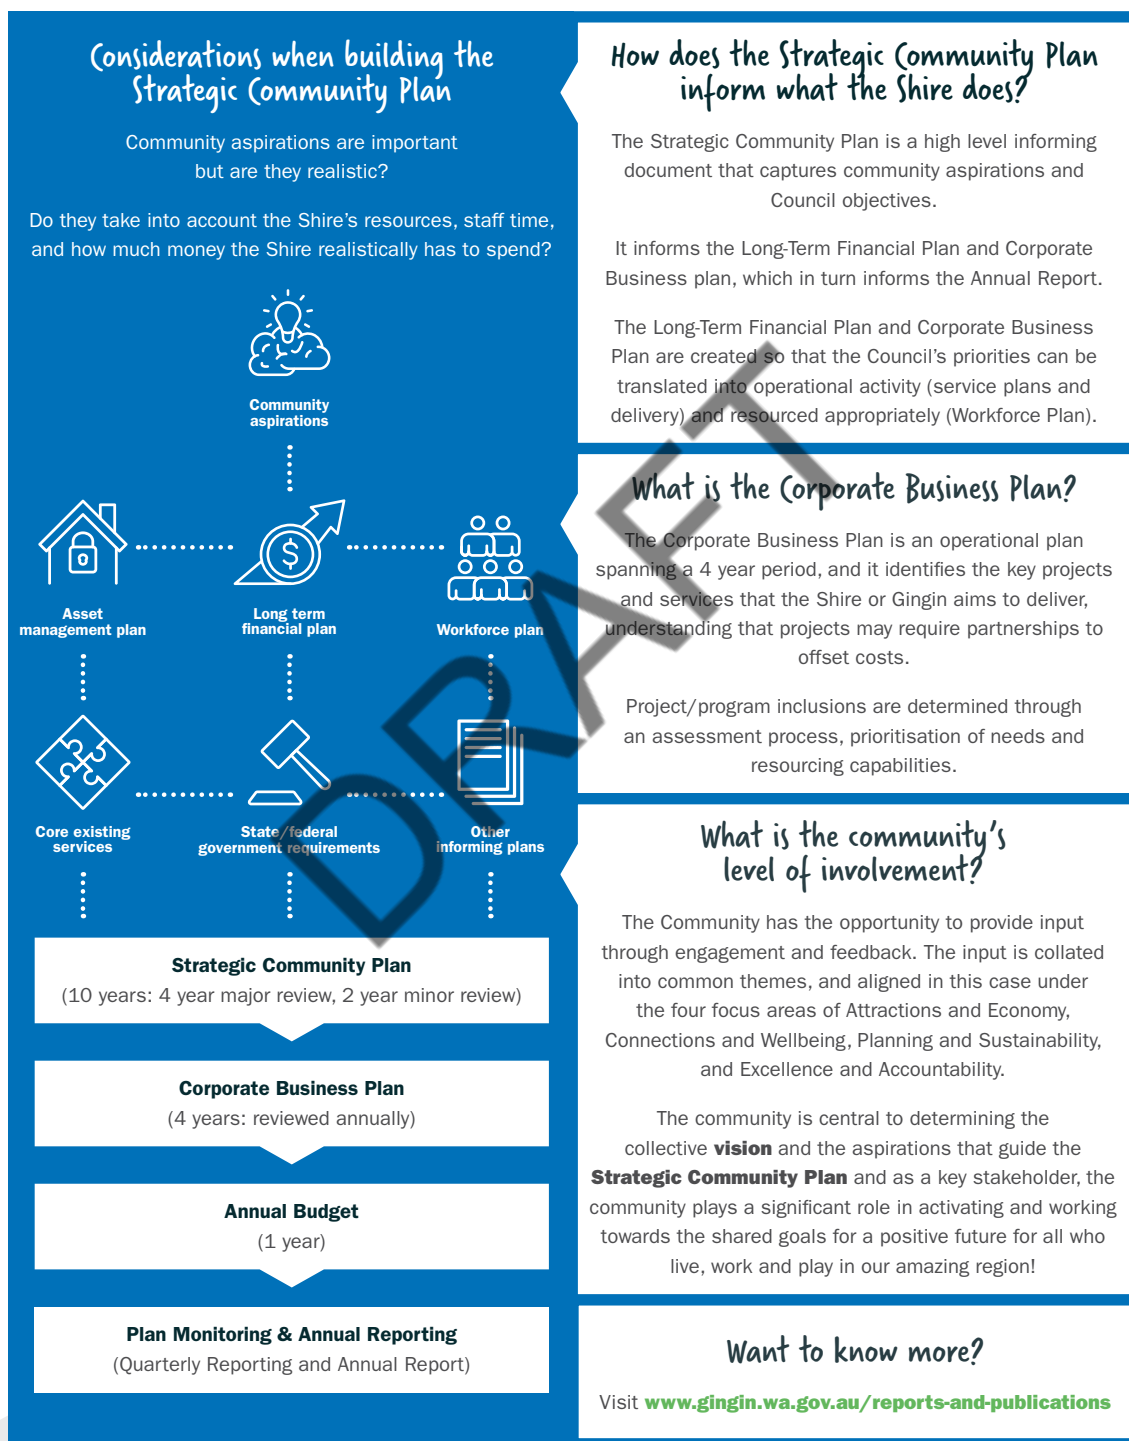 Considerations when building the
Strategic Community Plan
Community aspirations are important
but are they realistic?
Do they take into account the Shire's resources, staff time,
and how much money the Shire realistically has to spend?
Community
aspirations
Asset
management plan
Long term
financial plan
Workforce plan
Core existing
services
State/federal
government requirements
Other
informing plans
Strategic Community Plan
(10 years: 4 year major review, 2 year minor review)
Corporate Business Plan
(4 years: reviewed annually)
Annual Budget
(1 year)
Plan Monitoring & Annual Reporting
(Quarterly Reporting and Annual Report)
How does the Strategic Community Plan
inform what the Shire does?
The Strategic Community Plan is a high level informing
document that captures community aspirations and
Council objectives.
It informs the Long-Term Financial Plan and Corporate
Business plan, which in turn informs the Annual Report.
The Long-Term Financial Plan and Corporate Business
Plan are created so that the Council's priorities can be
translated into operational activity (service plans and
delivery) and resourced appropriately (Workforce Plan).
What is the Corporate Business Plan?
The Corporate Business Plan is an operational plan
spanning a 4 year period, and it identifies the key projects
and services that the Shire or Gingin aims to deliver,
understanding that projects may require partnerships to
offset costs.
Project/program inclusions are determined through
an assessment process, prioritisation of needs and
resourcing capabilities.
What is the community's
level of involvement?
The Community has the opportunity to provide input
through engagement and feedback. The input is collated
into common themes, and aligned in this case under
the four focus areas of Attractions and Economy,
Connections and Wellbeing, Planning and Sustainability,
and Excellence and Accountability.
The community is central to determining the
collective vision and the aspirations that guide the
Strategic Community Plan and as a key stakeholder, the
community plays a significant role in activating and working
towards the shared goals for a positive future for all who
live, work and play in our amazing region!
Want to know more?
Visit www.gingin.wa.gov.au/reports-and-publications
DRAFT